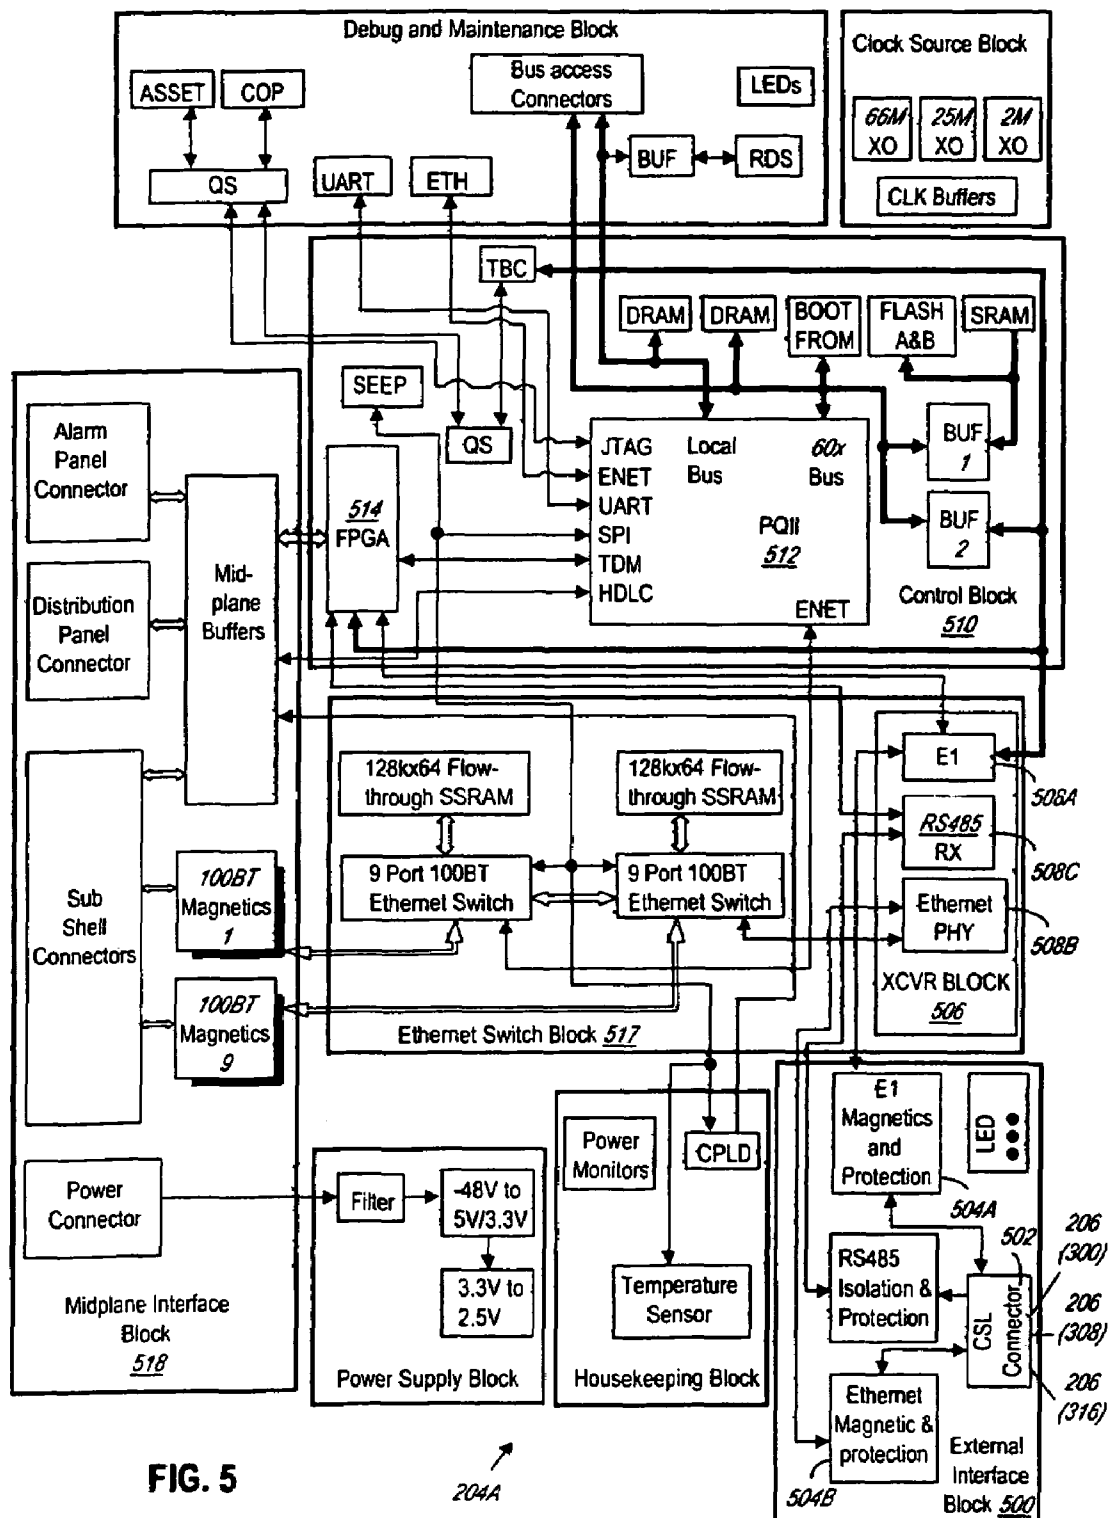 Debug and Maintenance Block
ASSET
COP
QS
UART
ETH
Bus access
Connectors
LEDs
BUF
RDS
Clock Source Block
66M
XO
25M
XO
2M
XO
CLK Buffers
TBC
DRAM
DRAM
BOOT
FROM
FLASH
A&B
SRAM
SEEP
QS
514
FPGA
JTAG
ENET
UART
SPI
TDM
HDLC
Local
Bus
60x
Bus
PQII
512
ENET
BUF
1
BUF
2
Control Block
510
Alarm
Panel
Connector
Distribution
Panel
Connector
Mid-
plane
Buffers
Sub
Shell
Connectors
100BT
Magnetics
1
100BT
Magnetics
9
Power
Connector
Midplane Interface
Block
518
128kx64 Flow-
through SSRAM
128kx64 Flow-
through SSRAM
9 Port 100BT
Ethernet Switch
9 Port 100BT
Ethernet Switch
Ethernet Switch Block 517
E1
506A
RS485
RX
508C
Ethernet
PHY
508B
XCVR BLOCK
506
Filter
-48V to
5V/3.3V
3.3V to
2.5V
Power Supply Block
Power
Monitors
CPLD
Temperature
Sensor
Housekeeping Block
E1
Magnetics
and
Protection
504A
LED
RS485
Isolation &
Protection
502
CSL
Connector
206
(300)
206
(308)
206
(316)
Ethernet
Magnetic &
protection
504B
External
Interface
Block 500
FIG. 5
204A